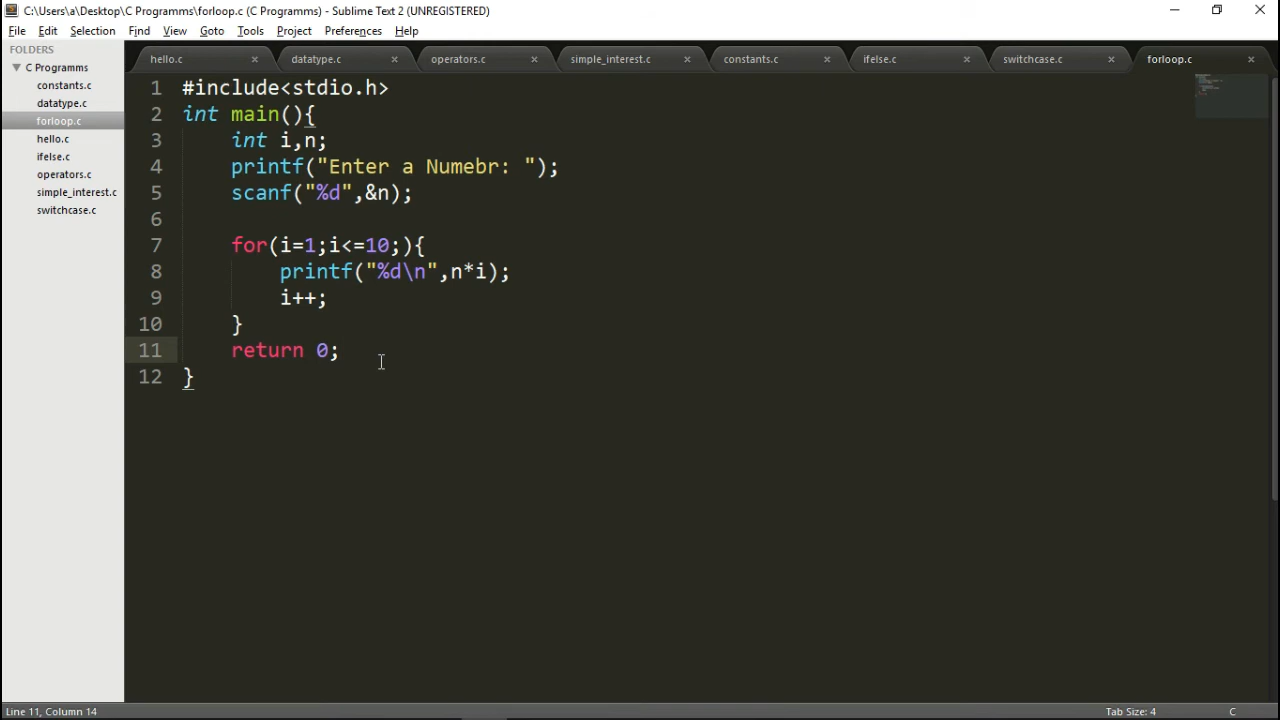 C:\Users\a\Desktop\C Programms\forloop.c (C Programms) - Sublime Text 2 (UNREGISTERED)
File Edit Selection Find View Goto Tools Project Preferences Help
FOLDERS
C Programms
constants.c
datatype.c
forloop.c
hello.c
ifelse.c
operators.c
simple_interest.c
switchcase.c
hello.c × datatype.c × operators.c × simple_interest.c × constants.c × ifelse.c × switchcase.c × forloop.c ×
1 #include<stdio.h>
2 int main(){
3     int i,n;
4     printf("Enter a Numebr: ");
5     scanf("%d",&n);
6
7     for(i=1;i<=10;){
8         printf("%d\n",n*i);
9         i++;
10     }
11     return 0;
12 }
Line 11, Column 14 Tab Size: 4 C